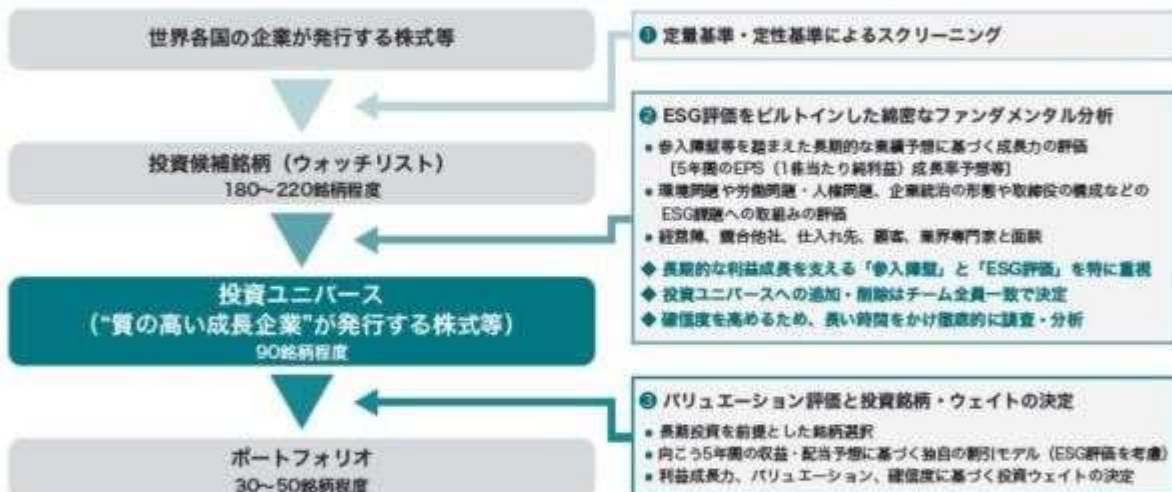 世界各国の企業が発行する株式等
❶ 定量基準・定性基準によるスクリーニング
投資候補銘柄（ウォッチリスト）
180～220銘柄程度
❷ ESG評価をビルトインした綿密なファンダメンタル分析
• 参入障壁等を踏まえた長期的な業績予想に基づく成長力の評価
［5年間のEPS（1株当たり純利益）成長率予想等］
• 環境問題や労働問題・人権問題、企業統治の形態や取締役の構成などの
ESG課題への取組みの評価
• 経営陣、競合他社、仕入れ先、顧客、業界専門家と面談
◆ 長期的な利益成長を支える「参入障壁」と「ESG評価」を特に重視
◆ 投資ユニバースへの追加・削除はチーム全員一致で決定
◆ 確信度を高めるため、長い時間をかけ徹底的に調査・分析
投資ユニバース
（“質の高い成長企業”が発行する株式等）
90銘柄程度
❸ バリュエーション評価と投資銘柄・ウェイトの決定
• 長期投資を前提とした銘柄選択
• 向こう5年間の収益・配当予想に基づく独自の割引モデル（ESG評価を考慮）
• 利益成長力、バリュエーション、確信度に基づく投資ウェイトの決定
ポートフォリオ
30～50銘柄程度